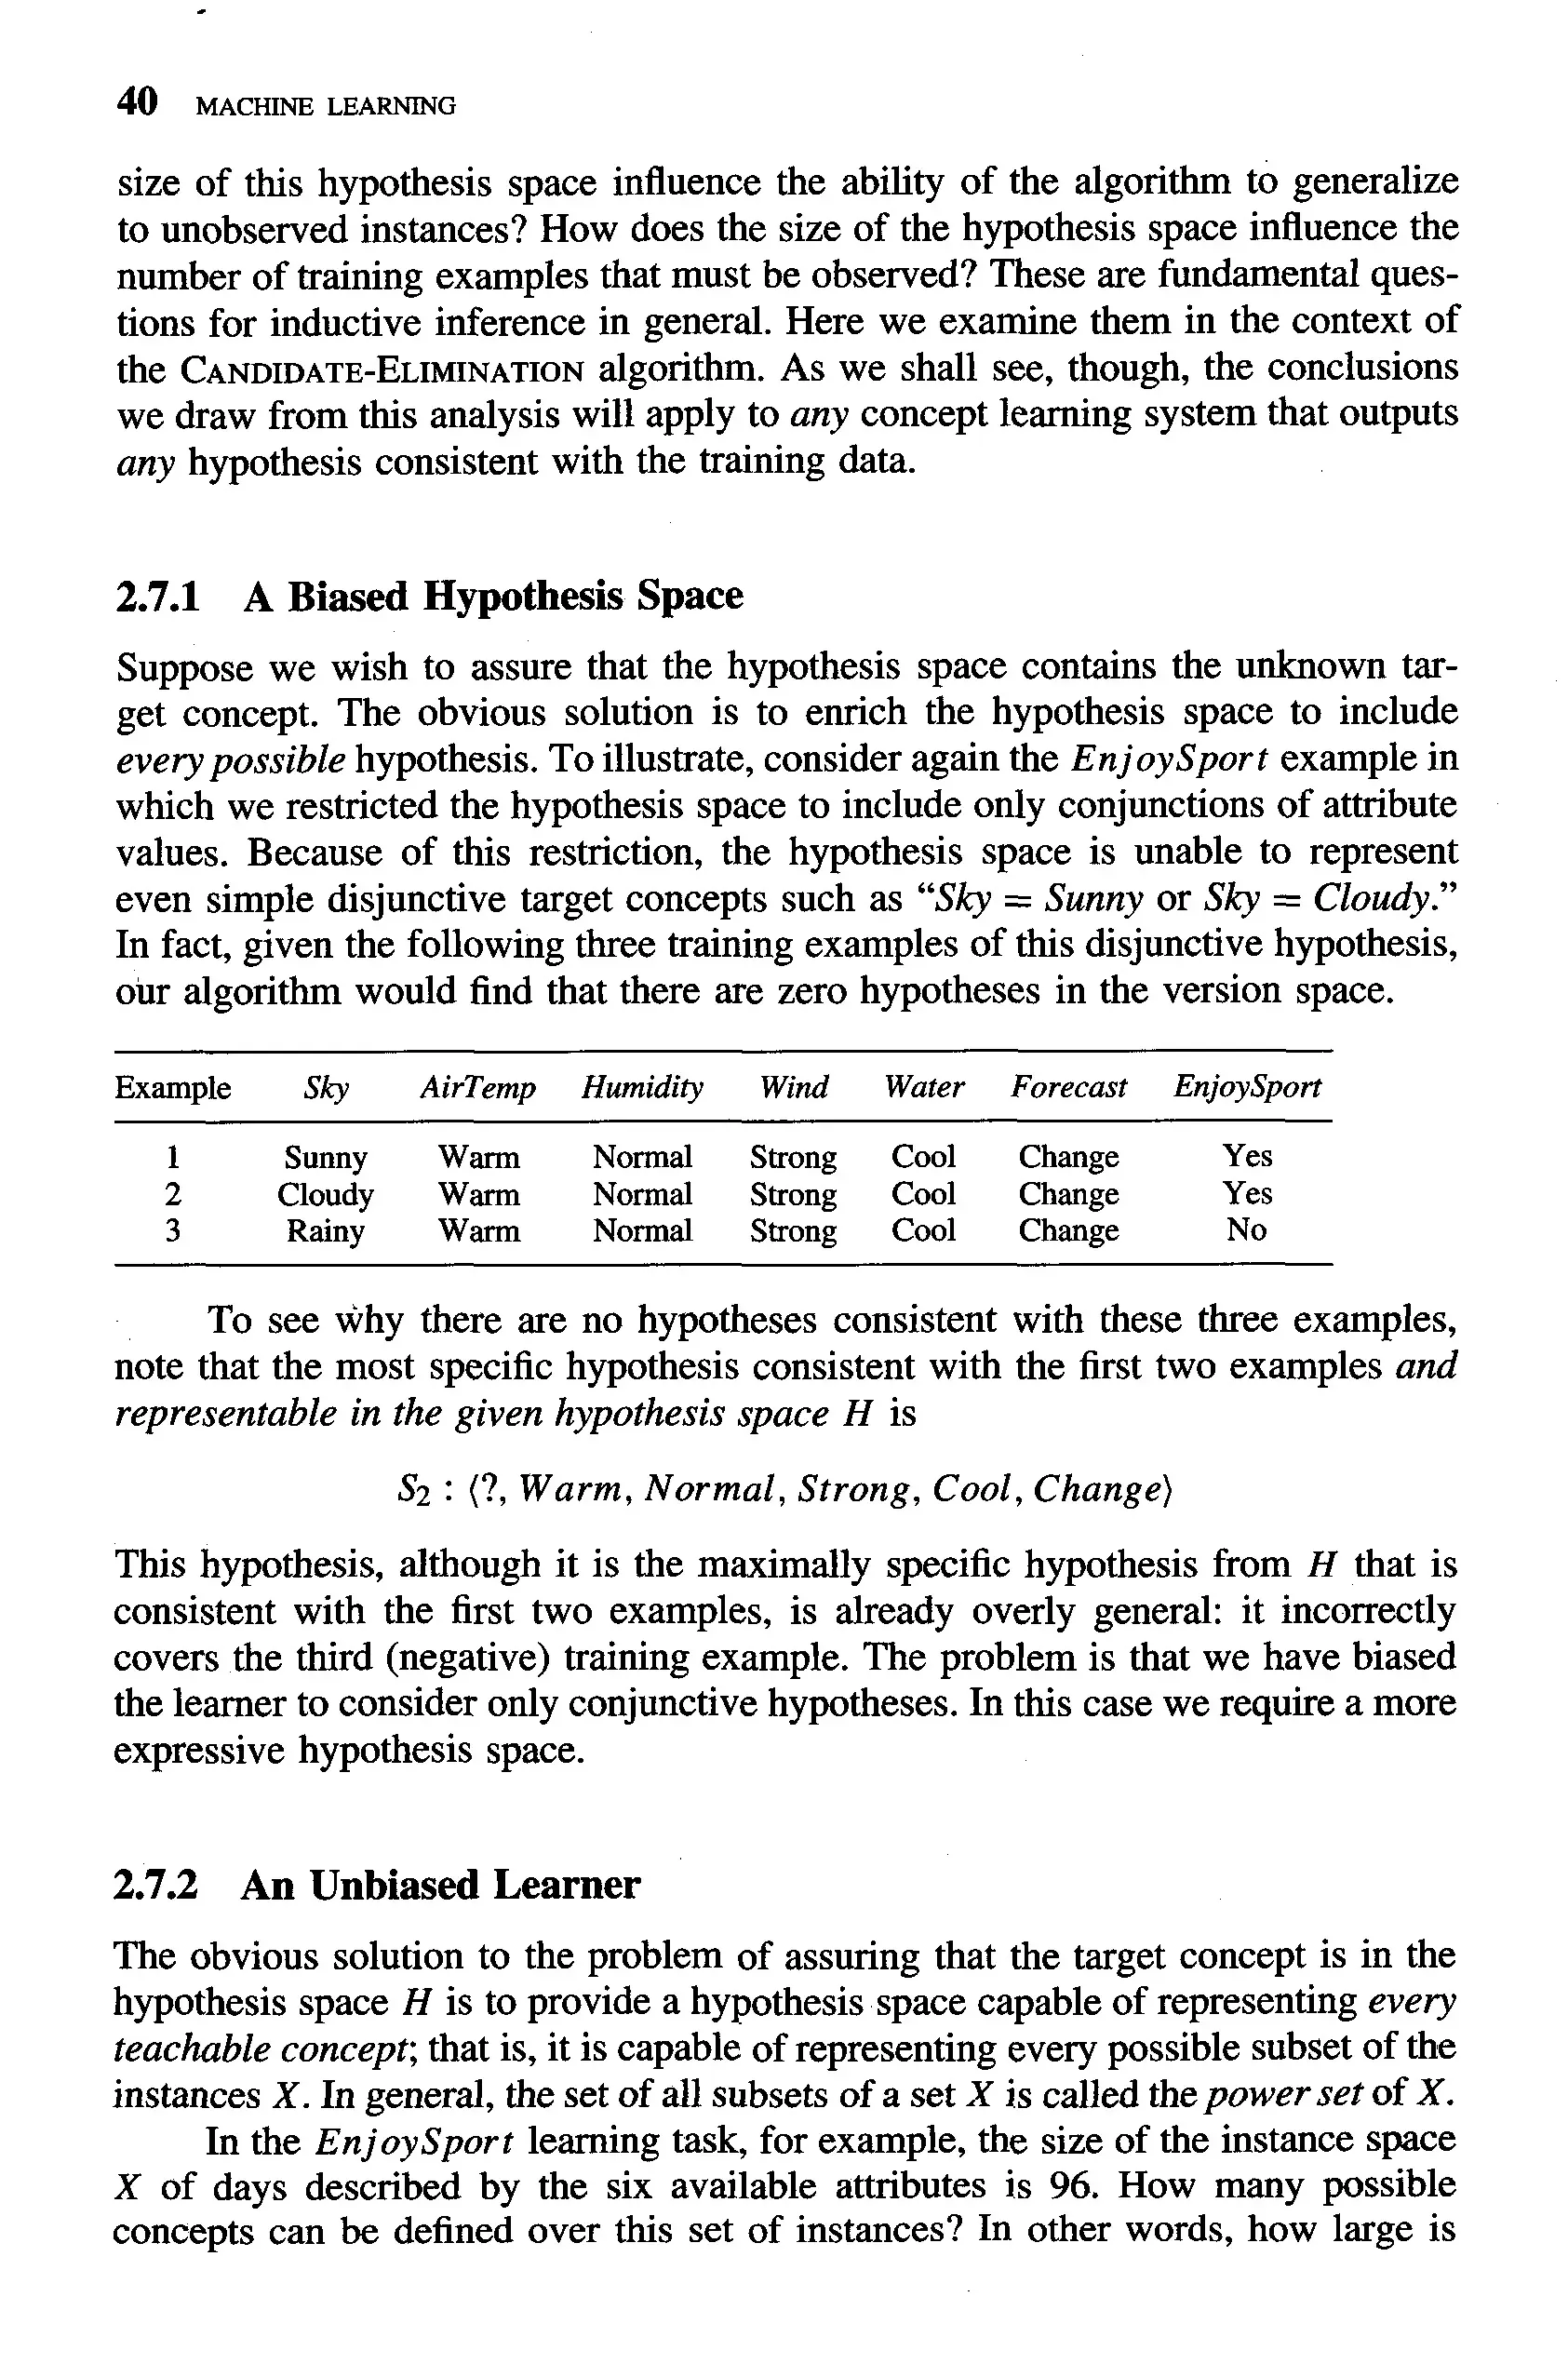 40 MACHINE LEARNING
size of this hypothesis space influence the ability of the algorithm to generalize
to unobserved instances? How does the size of the hypothesis space influence the
number of training examples that must be observed? These are fundamental ques-
tions for inductive inference in general. Here we examine them in the context of
the CANDIDATE-ELIMINATION algorithm. As we shall see, though, the conclusions
we draw from this analysis will apply to any concept learning system that outputs
any hypothesis consistent with the training data.
2.7.1 A Biased Hypothesis Space
Suppose we wish to assure that the hypothesis space contains the unknown tar-
get concept. The obvious solution is to enrich the hypothesis space to include
every possible hypothesis. To illustrate, consider again the EnjoySport example in
which we restricted the hypothesis space to include only conjunctions of attribute
values. Because of this restriction, the hypothesis space is unable to represent
even simple disjunctive target concepts such as “Sky = Sunny or Sky = Cloudy.”
In fact, given the following three training examples of this disjunctive hypothesis,
our algorithm would find that there are zero hypotheses in the version space.
Example Sky AirTemp Humidity Wind Water Forecast EnjoySport
1 Sunny Warm Normal Strong Cool Change Yes
2 Cloudy Warm Normal Strong Cool Change Yes
3 Rainy Warm Normal Strong Cool Change No
To see why there are no hypotheses consistent with these three examples,
note that the most specific hypothesis consistent with the first two examples and
representable in the given hypothesis space H is
S₂ : ⟨?, Warm, Normal, Strong, Cool, Change⟩
This hypothesis, although it is the maximally specific hypothesis from H that is
consistent with the first two examples, is already overly general: it incorrectly
covers the third (negative) training example. The problem is that we have biased
the learner to consider only conjunctive hypotheses. In this case we require a more
expressive hypothesis space.
2.7.2 An Unbiased Learner
The obvious solution to the problem of assuring that the target concept is in the
hypothesis space H is to provide a hypothesis space capable of representing every
teachable concept; that is, it is capable of representing every possible subset of the
instances X. In general, the set of all subsets of a set X is called the power set of X.
In the EnjoySport learning task, for example, the size of the instance space
X of days described by the six available attributes is 96. How many possible
concepts can be defined over this set of instances? In other words, how large is